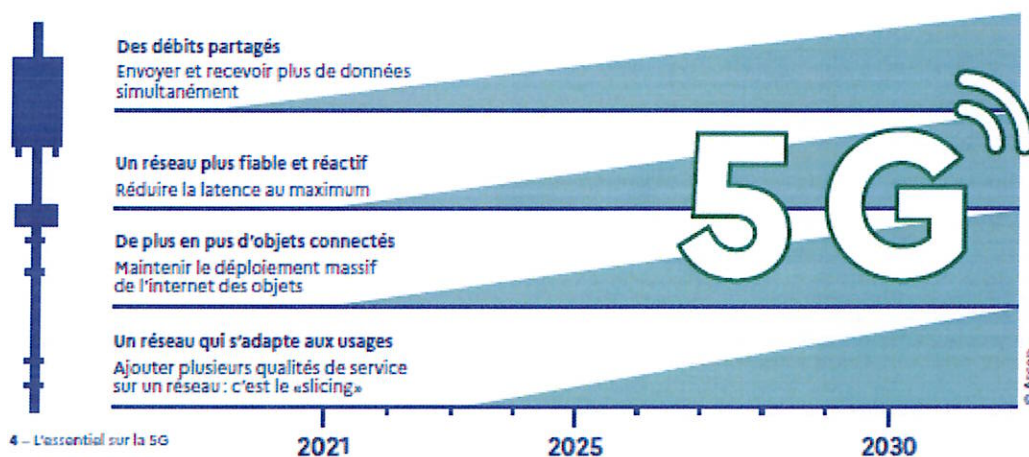 Des débits partagés
Envoyer et recevoir plus de données
simultanément
Un réseau plus fiable et réactif
Réduire la latence au maximum
De plus en pus d'objets connectés
Maintenir le déploiement massif
de l'internet des objets
Un réseau qui s'adapte aux usages
Ajouter plusieurs qualités de service
sur un réseau : c'est le «slicing»
5G
© Arcep
4 – L'essentiel sur la 5G
2021
2025
2030